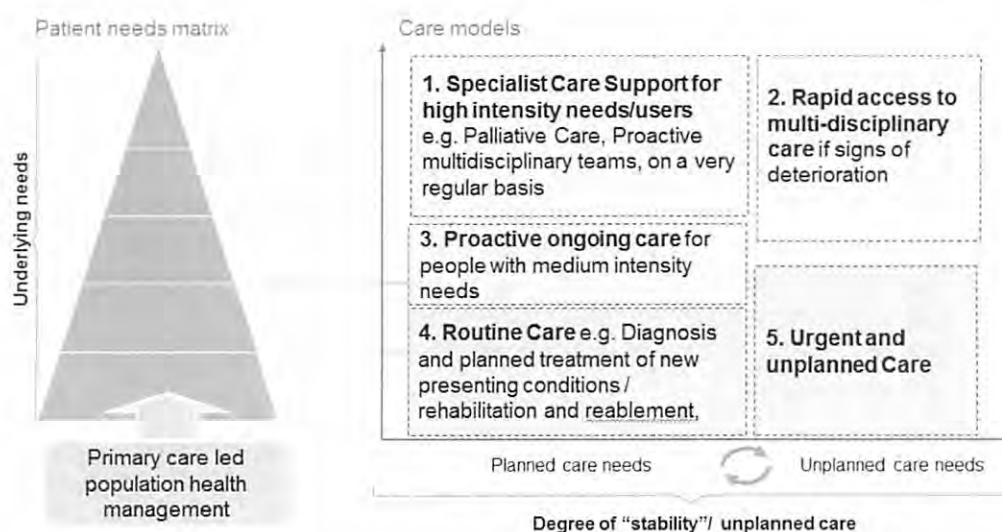 Patient needs matrix
Underlying needs
Primary care led
population health
management
Care models
1. Specialist Care Support for
high intensity needs/users
e.g. Palliative Care, Proactive
multidisciplinary teams, on a very
regular basis
2. Rapid access to
multi-disciplinary
care if signs of
deterioration
3. Proactive ongoing care for
people with medium intensity
needs
4. Routine Care e.g. Diagnosis
and planned treatment of new
presenting conditions /
rehabilitation and reablement,
5. Urgent and
unplanned Care
Planned care needs
Unplanned care needs
Degree of “stability”/ unplanned care